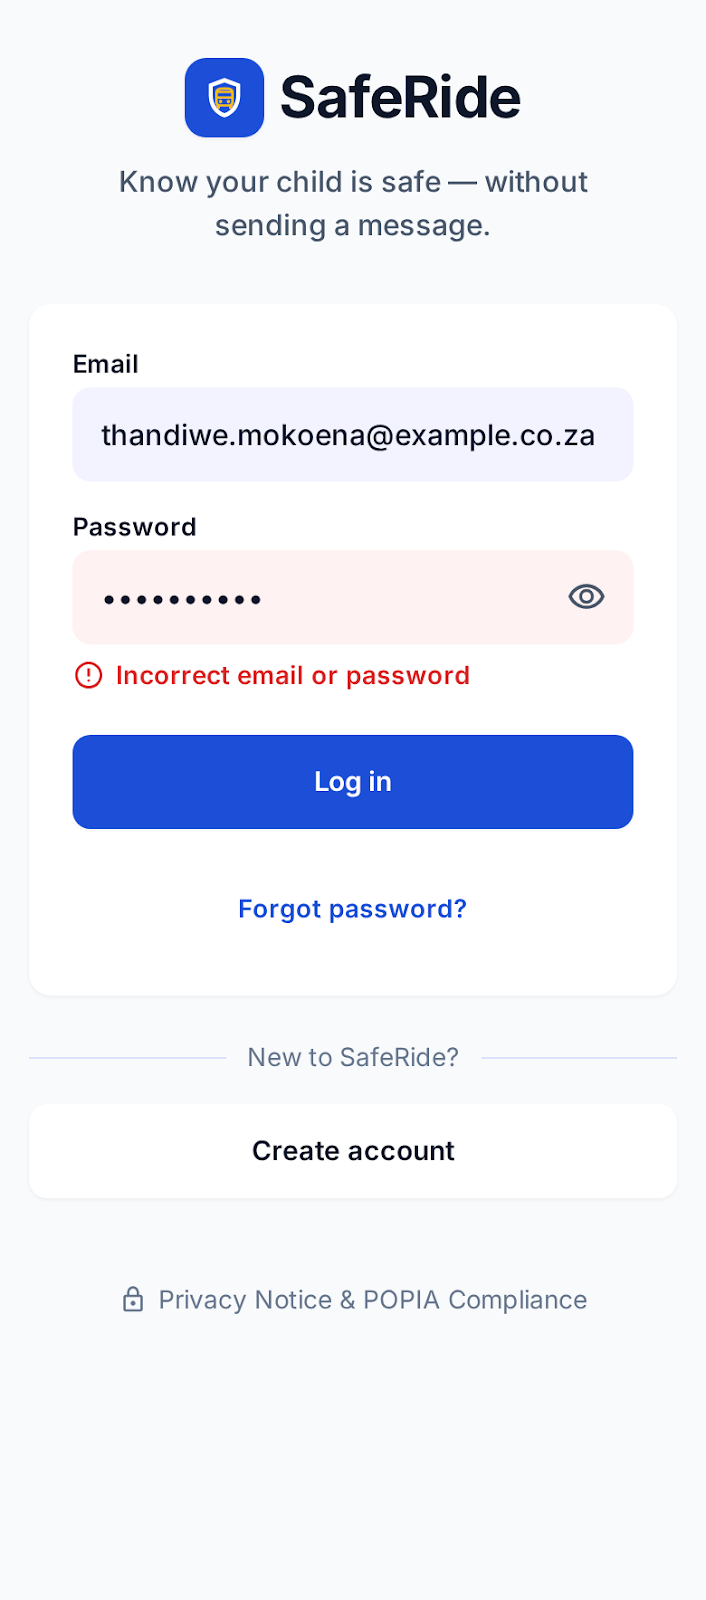 SafeRide
Know your child is safe — without
sending a message.
Email
thandiwe.mokoena@example.co.za
Password
••••••••••
Incorrect email or password
Log in
Forgot password?
New to SafeRide?
Create account
Privacy Notice & POPIA Compliance